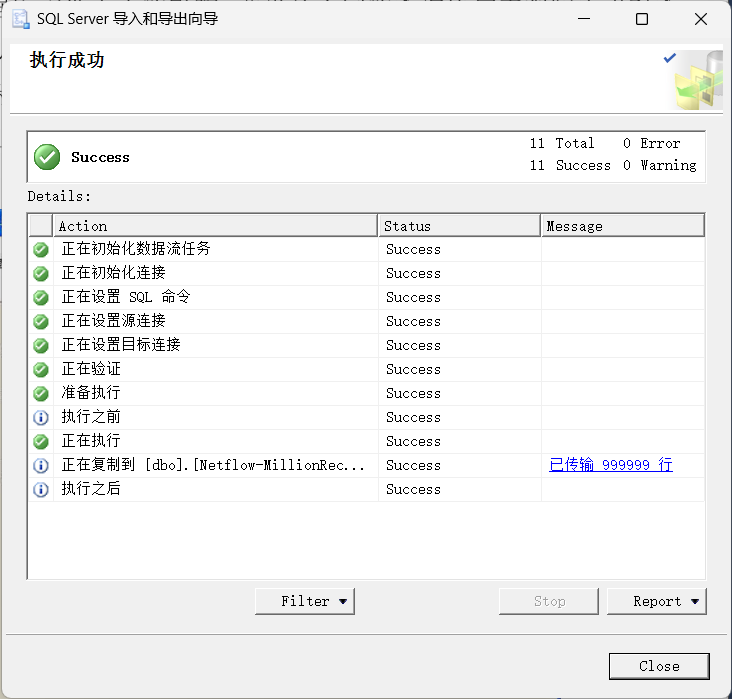 SQL Server 导入和导出向导
执行成功
Success
11 Total 0 Error
11 Success 0 Warning
Details:
Action Status Message
正在初始化数据流任务 Success
正在初始化连接 Success
正在设置 SQL 命令 Success
正在设置源连接 Success
正在设置目标连接 Success
正在验证 Success
准备执行 Success
执行之前 Success
正在执行 Success
正在复制到 [dbo].[Netflow-MillionRec... Success 已传输 999999 行
执行之后 Success
Filter Stop Report
Close